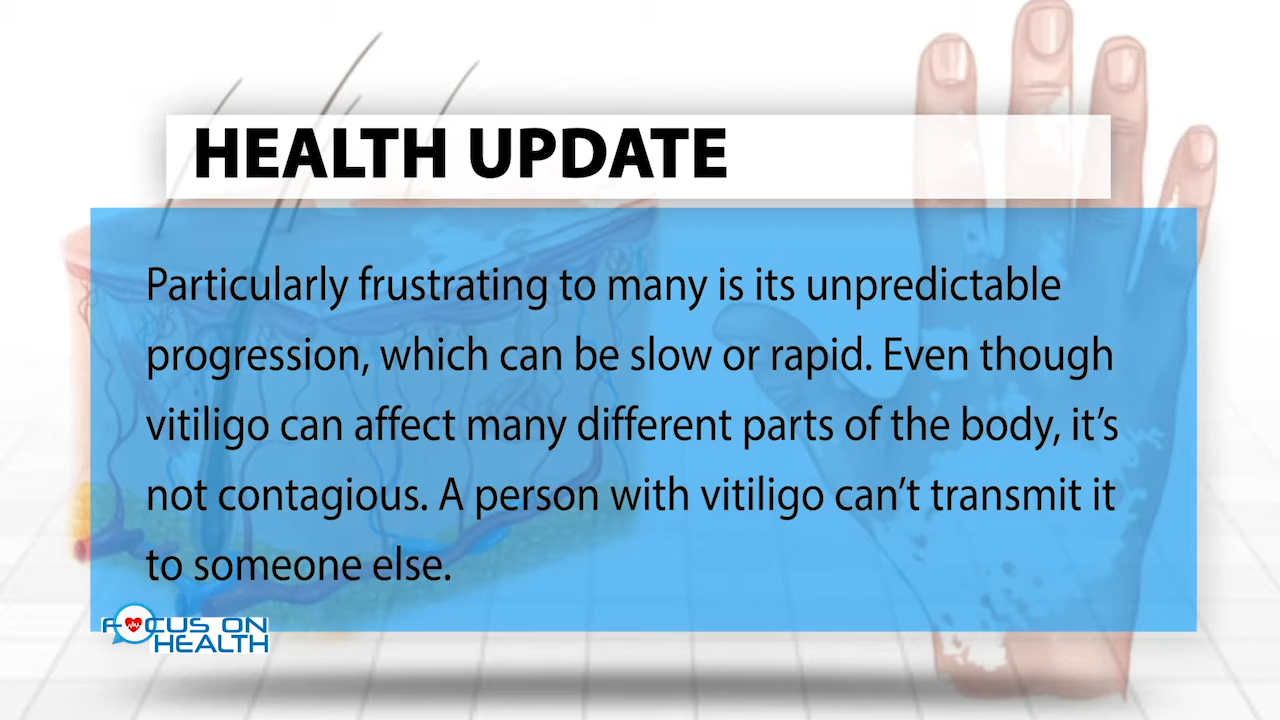 HEALTH UPDATE
Particularly frustrating to many is its unpredictable
progression, which can be slow or rapid. Even though
vitiligo can affect many different parts of the body, it’s
not contagious. A person with vitiligo can’t transmit it
to someone else.
FOCUS ON
HEALTH